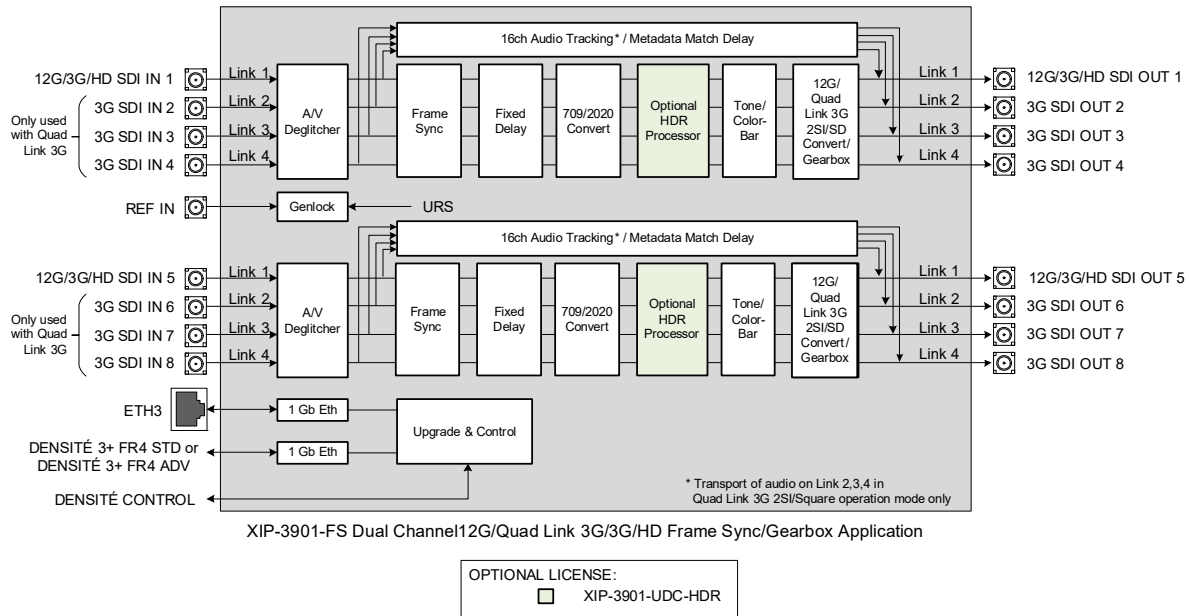 16ch Audio Tracking* / Metadata Match Delay
12G/3G/HD SDI IN 1
3G SDI IN 2
3G SDI IN 3
3G SDI IN 4
Only used
with Quad
Link 3G
Link 1
Link 2
Link 3
Link 4
A/V
Deglitcher
Frame
Sync
Fixed
Delay
709/2020
Convert
Optional
HDR
Processor
Tone/
Color-
Bar
12G/
Quad
Link 3G
2SI/SD
Convert/
Gearbox
Link 1
Link 2
Link 3
Link 4
12G/3G/HD SDI OUT 1
3G SDI OUT 2
3G SDI OUT 3
3G SDI OUT 4
REF IN
Genlock
URS
16ch Audio Tracking* / Metadata Match Delay
12G/3G/HD SDI IN 5
3G SDI IN 6
3G SDI IN 7
3G SDI IN 8
Only used
with Quad
Link 3G
Link 1
Link 2
Link 3
Link 4
A/V
Deglitcher
Frame
Sync
Fixed
Delay
709/2020
Convert
Optional
HDR
Processor
Tone/
Color-
Bar
12G/
Quad
Link 3G
2SI/SD
Convert/
Gearbox
Link 1
Link 2
Link 3
Link 4
12G/3G/HD SDI OUT 5
3G SDI OUT 6
3G SDI OUT 7
3G SDI OUT 8
ETH3
1 Gb Eth
DENSITÉ 3+ FR4 STD or
DENSITÉ 3+ FR4 ADV
1 Gb Eth
Upgrade & Control
DENSITÉ CONTROL
* Transport of audio on Link 2,3,4 in
Quad Link 3G 2SI/Square operation mode only
XIP-3901-FS Dual Channel12G/Quad Link 3G/3G/HD Frame Sync/Gearbox Application
OPTIONAL LICENSE:
XIP-3901-UDC-HDR